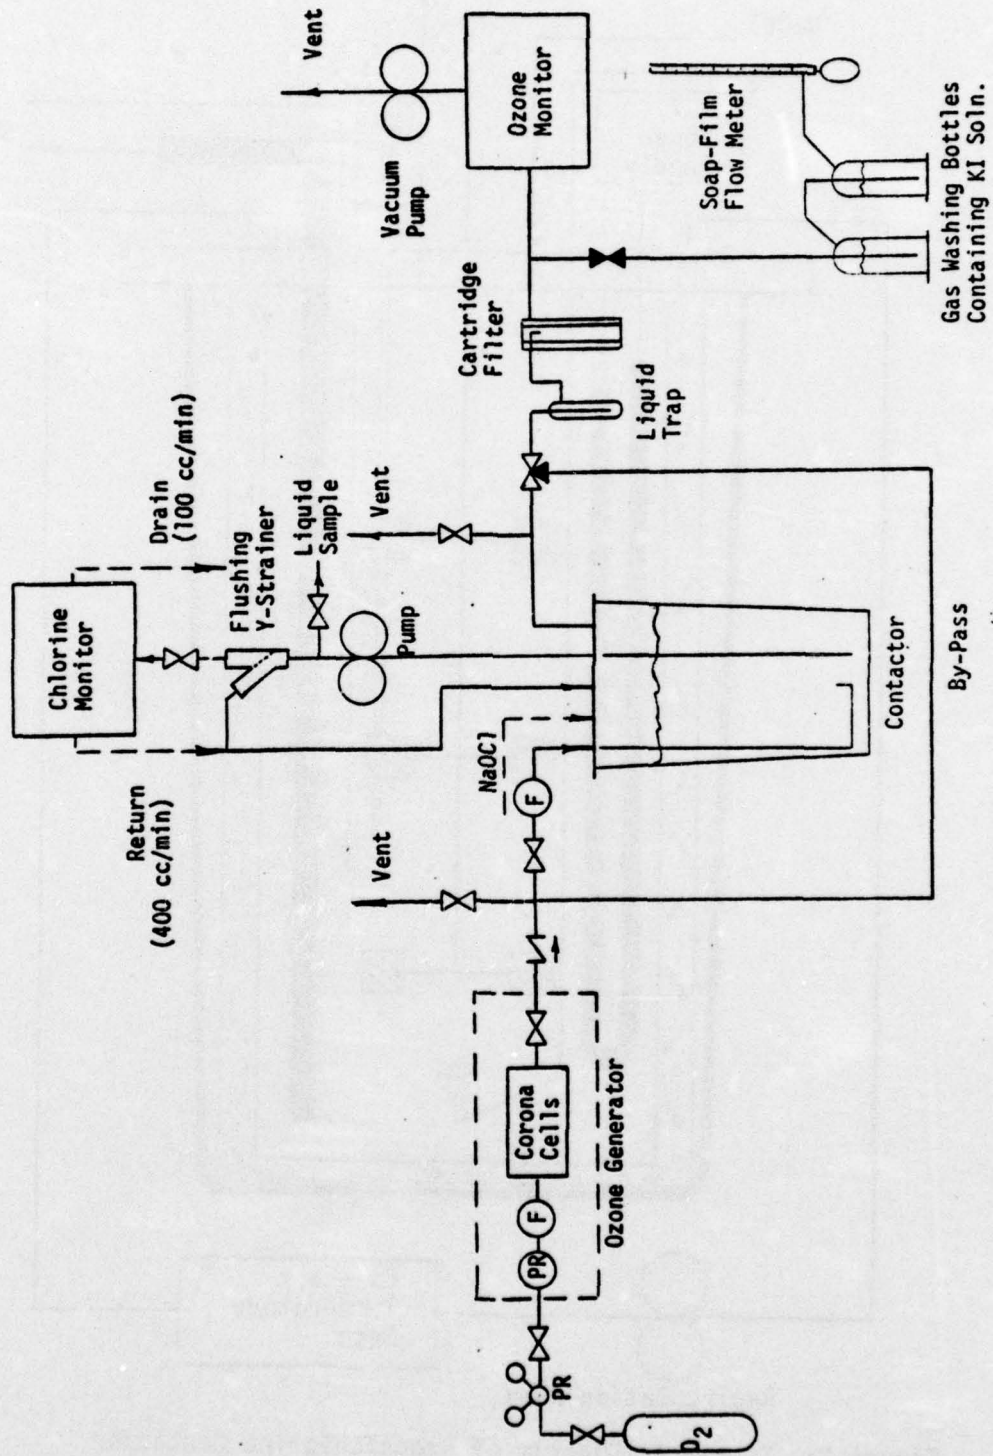 Chlorine
Monitor
Return
(400 cc/min)
Drain
(100 cc/min)
Flushing
Y-Strainer
Liquid
Sample
Pump
NaOCl
Vent
Vent
Vent
Vacuum
Pump
Ozone
Monitor
Cartridge
Filter
Liquid
Trap
Soap-Film
Flow Meter
Gas Washing Bottles
Containing KI Soln.
F
Contactor
By-Pass
Corona
Cells
F
PR
Ozone Generator
PR
O2